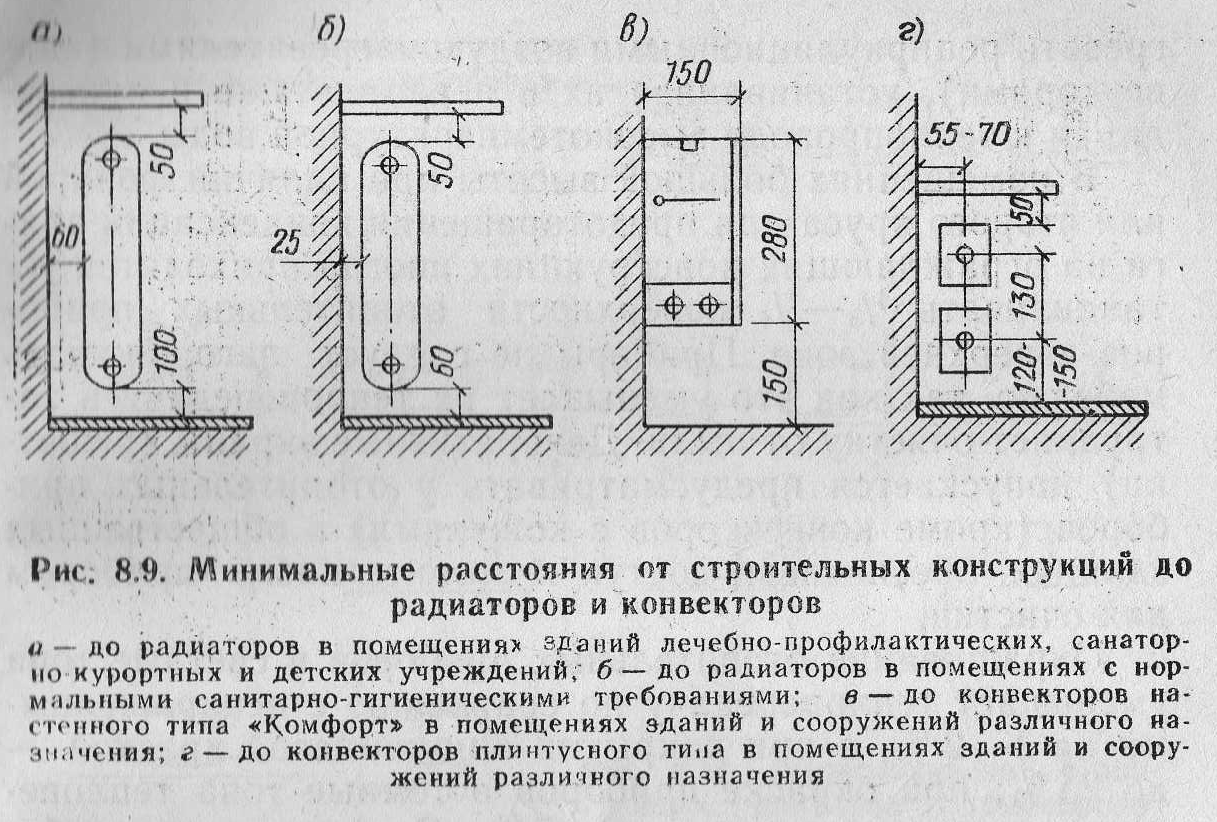 а) б) в) г)
150
55-70
50
50
50
60
25
280
130
100
60
150
120-
-150
Рис. 8.9. Минимальные расстояния от строительных конструкций до
радиаторов и конвекторов
а — до радиаторов в помещениях зданий лечебно-профилактических, санатор-
но-курортных и детских учреждений; б — до радиаторов в помещениях с нор-
мальными санитарно-гигиеническими требованиями; в — до конвекторов на-
стенного типа «Комфорт» в помещениях зданий и сооружений различного на-
значения; г — до конвекторов плинтусного типа в помещениях зданий и соору-
жений различного назначения